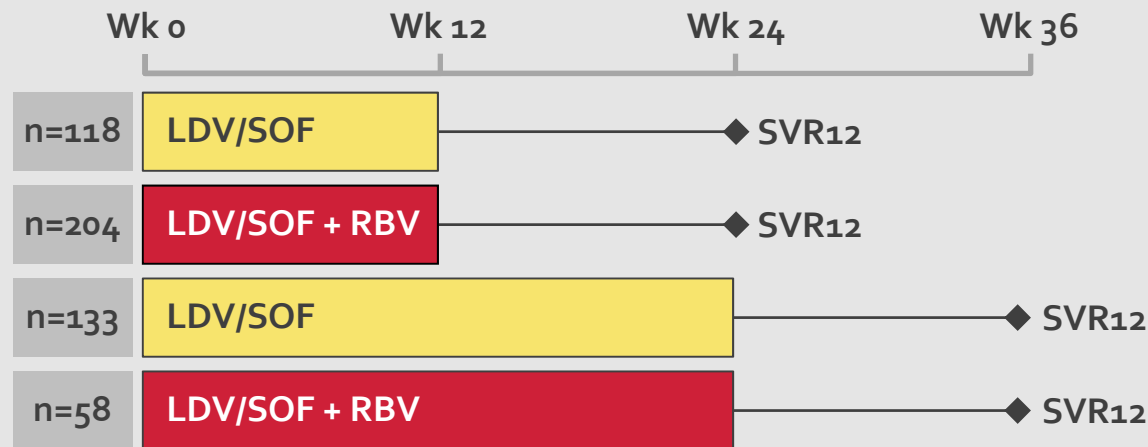 Wk 0 Wk 12 Wk 24 Wk 36
n=118 LDV/SOF SVR12
n=204 LDV/SOF + RBV SVR12
n=133 LDV/SOF SVR12
n=58 LDV/SOF + RBV SVR12